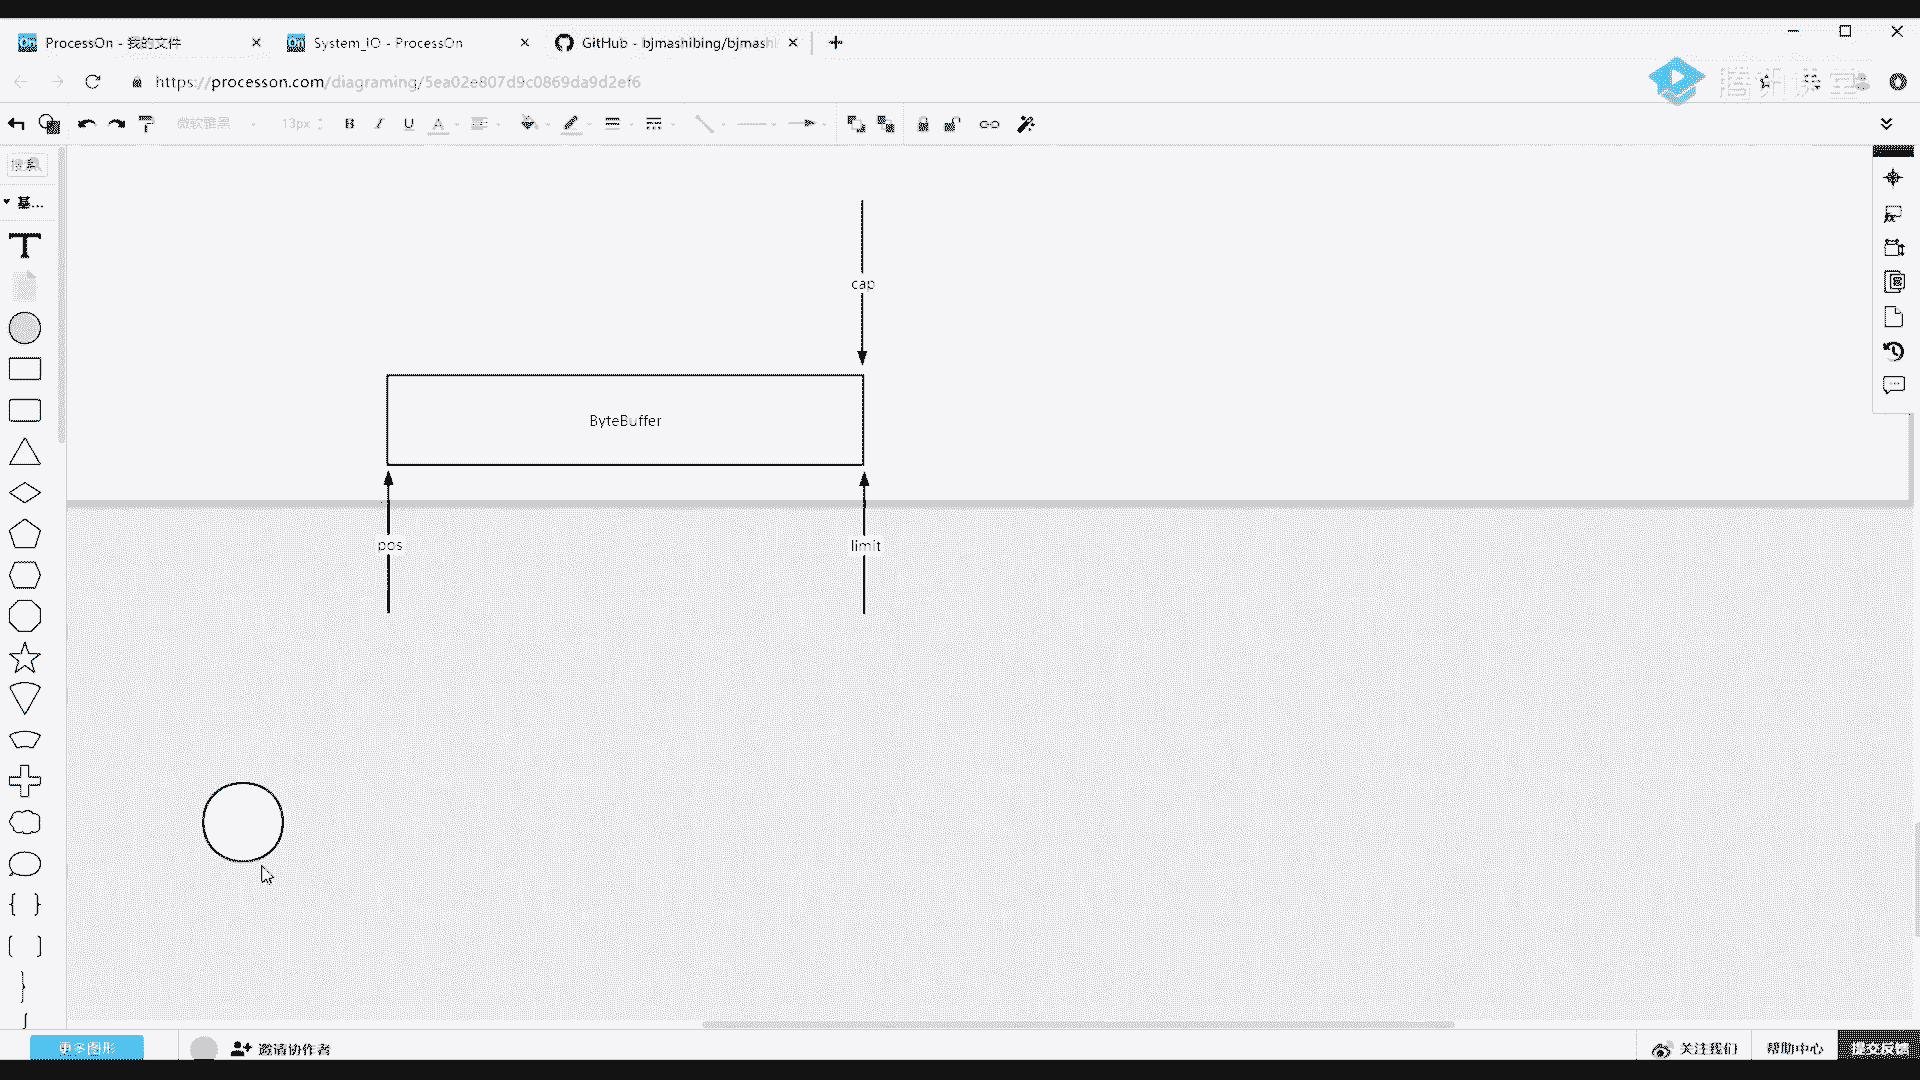 ProcessOn - 我的文件
System_IO - ProcessOn
GitHub - bjmashibing/bjmash
https://processon.com/diagraming/5ea02e807d9c0869da9d2ef6
腾讯课堂
微软雅黑
13px
B I U A
搜索
基...
T
cap
ByteBuffer
pos
limit
更多图形
邀请协作者
关注我们
帮助中心
提交反馈